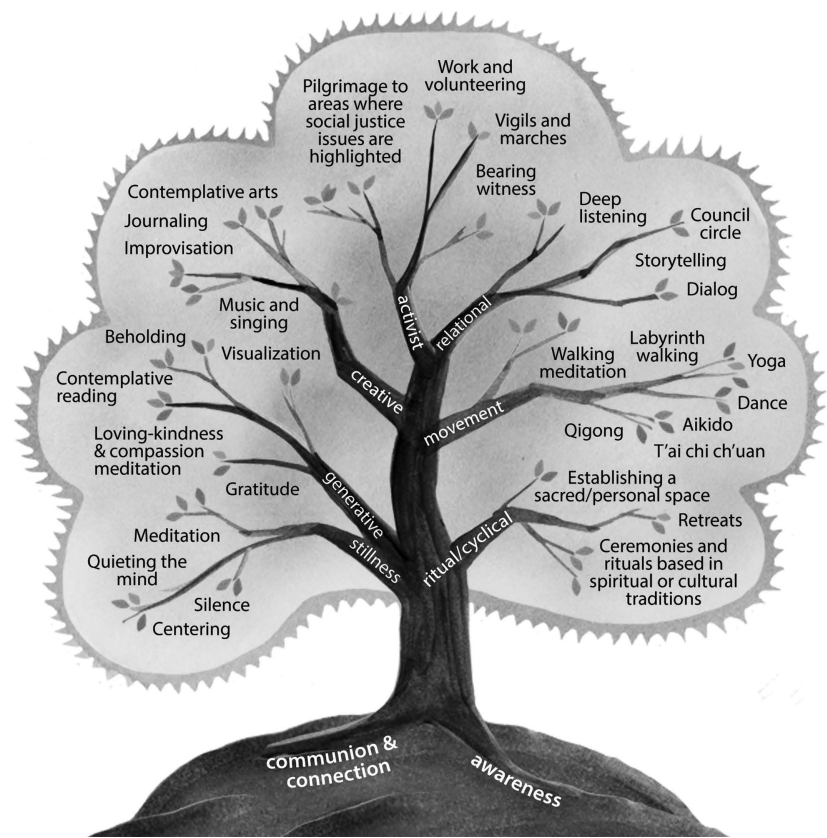 Work and
volunteering
Pilgrimage to
areas where
social justice
issues are
highlighted
Vigils and
marches
Bearing
witness
Contemplative arts
Journaling
Improvisation
Music and
singing
Deep
listening
Council
circle
Storytelling
Dialog
activist
relational
Beholding
Visualization
Contemplative
reading
Loving-kindness
& compassion
meditation
Gratitude
creative
movement
Walking
meditation
Labyrinth
walking
Yoga
Dance
Aikido
Qigong
T'ai chi ch'uan
generative
stillness
ritual/cyclical
Meditation
Quieting the
mind
Silence
Centering
Establishing a
sacred/personal space
Retreats
Ceremonies and
rituals based in
spiritual or cultural
traditions
communion &
connection
awareness